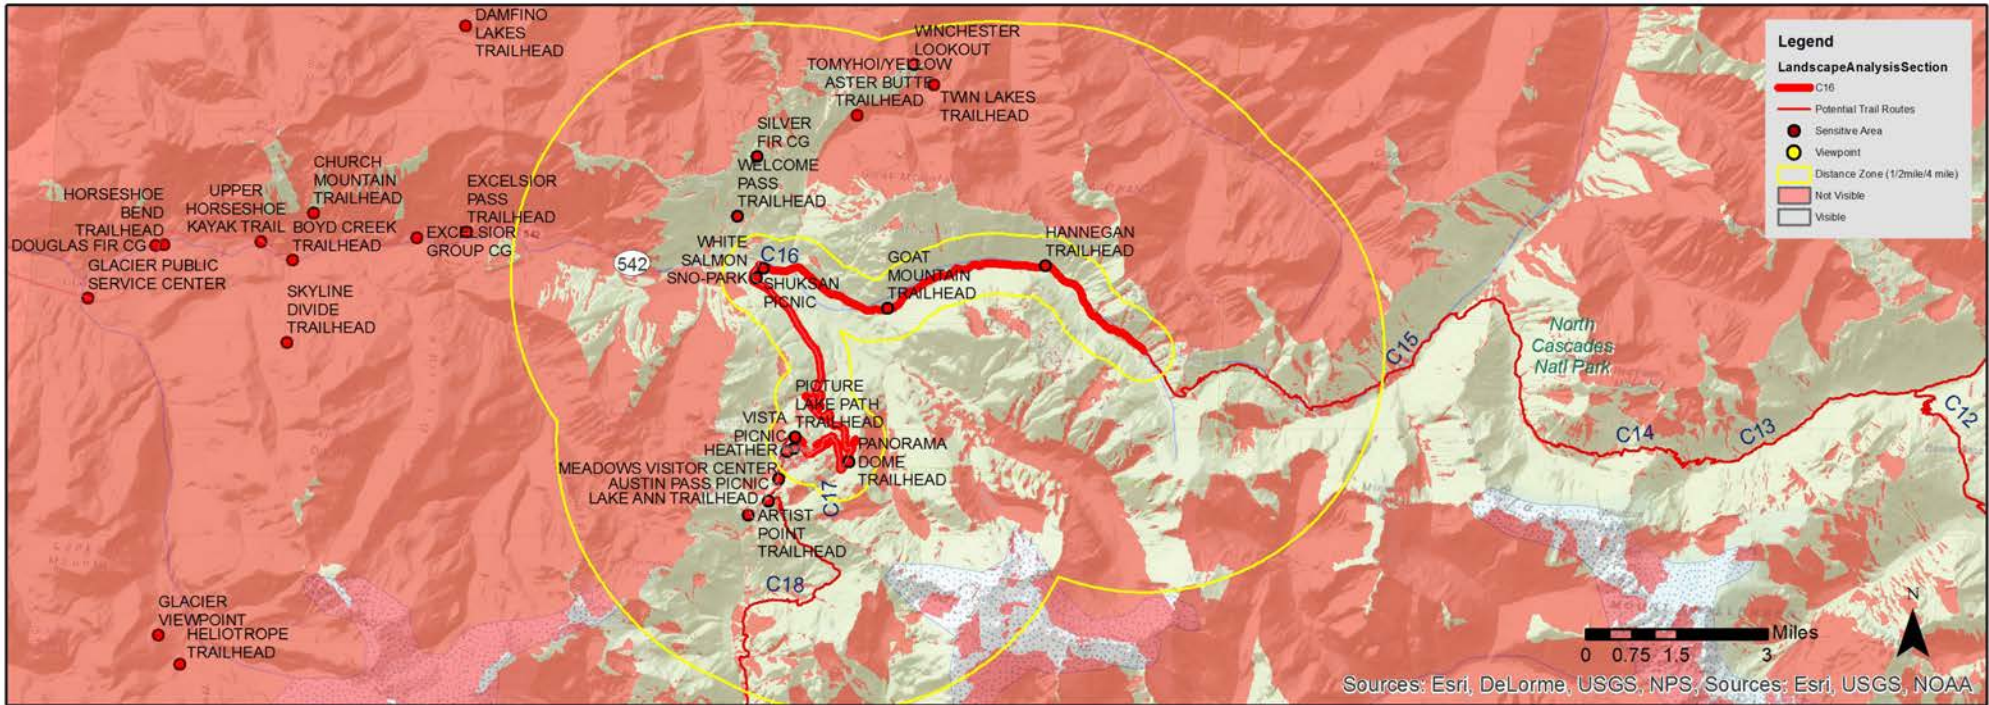 DAMFINO
LAKES
TRAILHEAD
WINCHESTER
LOOKOUT
TOMYHOI/YELLOW
ASTER BUTTE
TRAILHEAD
TWIN LAKES
TRAILHEAD
SILVER
FIR CG
WELCOME
PASS
TRAILHEAD
CHURCH
MOUNTAIN
TRAILHEAD
EXCELSIOR
PASS
TRAILHEAD
HORSESHOE
BEND
TRAILHEAD
UPPER
HORSESHOE
KAYAK TRAIL
BOYD CREEK
TRAILHEAD
EXCELSIOR
GROUP CG
542
DOUGLAS FIR CG
GLACIER PUBLIC
SERVICE CENTER
SKYLINE
DIVIDE
TRAILHEAD
542
WHITE
SALMON
SNO-PARK
C16
SHUKSAN
PICNIC
GOAT
MOUNTAIN
TRAILHEAD
HANNEGAN
TRAILHEAD
C15
North
Cascades
Natl Park
C14
C13
C12
PICTURE
LAKE PATH
TRAILHEAD
VISTA
PICNIC
HEATHER
MEADOWS VISITOR CENTER
AUSTIN PASS PICNIC
LAKE ANN TRAILHEAD
PANORAMA
DOME
TRAILHEAD
C17
ARTIST
POINT
TRAILHEAD
C18
GLACIER
VIEWPOINT
HELIOTROPE
TRAILHEAD
Legend
LandscapeAnalysisSection
C16
Potential Trail Routes
Sensitive Area
Viewpoint
Distance Zone (1/2mile/4 mile)
Not Visible
Visible
N
Miles
0 0.75 1.5 3
Sources: Esri, DeLorme, USGS, NPS, Sources: Esri, USGS, NOAA